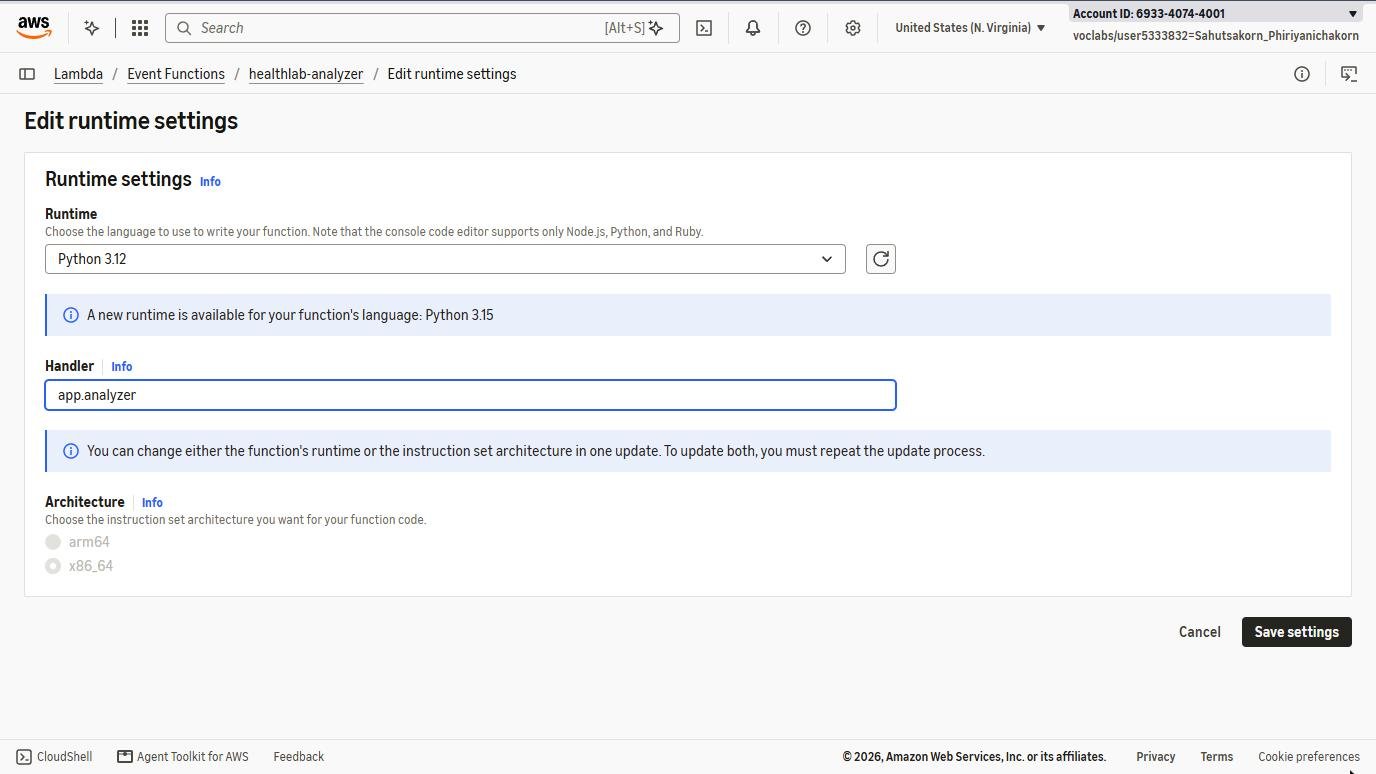 aws
Search
[Alt+S]
United States (N. Virginia)
Account ID: 6933-4074-4001
voclabs/user5333832=Sahutsakorn_Phiriyanichakorn
Lambda / Event Functions / healthlab-analyzer / Edit runtime settings
Edit runtime settings
Runtime settings Info
Runtime
Choose the language to use to write your function. Note that the console code editor supports only Node.js, Python, and Ruby.
Python 3.12
A new runtime is available for your function's language: Python 3.15
Handler Info
app.analyzer
You can change either the function's runtime or the instruction set architecture in one update. To update both, you must repeat the update process.
Architecture Info
Choose the instruction set architecture you want for your function code.
arm64
x86_64
Cancel Save settings
CloudShell Agent Toolkit for AWS Feedback © 2026, Amazon Web Services, Inc. or its affiliates. Privacy Terms Cookie preferences